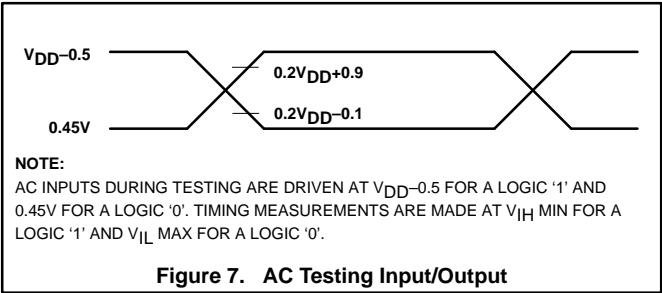 VDD–0.5
0.2VDD+0.9
0.2VDD–0.1
0.45V
NOTE:
AC INPUTS DURING TESTING ARE DRIVEN AT VDD–0.5 FOR A LOGIC ‘1’ AND
0.45V FOR A LOGIC ‘0’. TIMING MEASUREMENTS ARE MADE AT VIH MIN FOR A
LOGIC ‘1’ AND VIL MAX FOR A LOGIC ‘0’.
Figure 7. AC Testing Input/Output